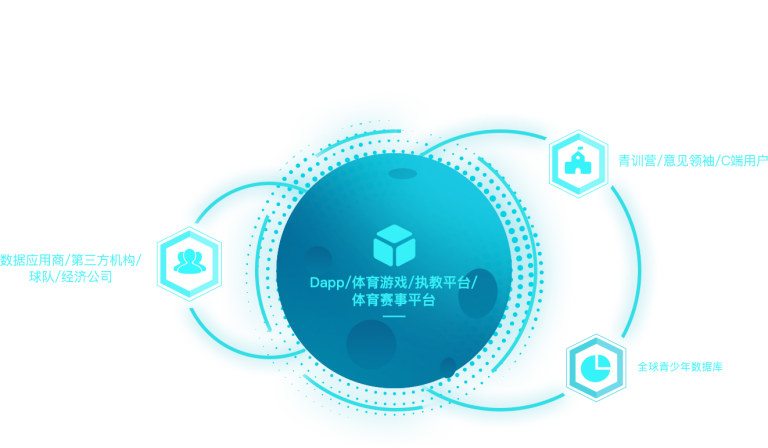 青训营/意见领袖/C端用户
数据应用商/第三方机构/
球队/经济公司
Dapp/体育游戏/执教平台/
体育赛事平台
全球青少年数据库